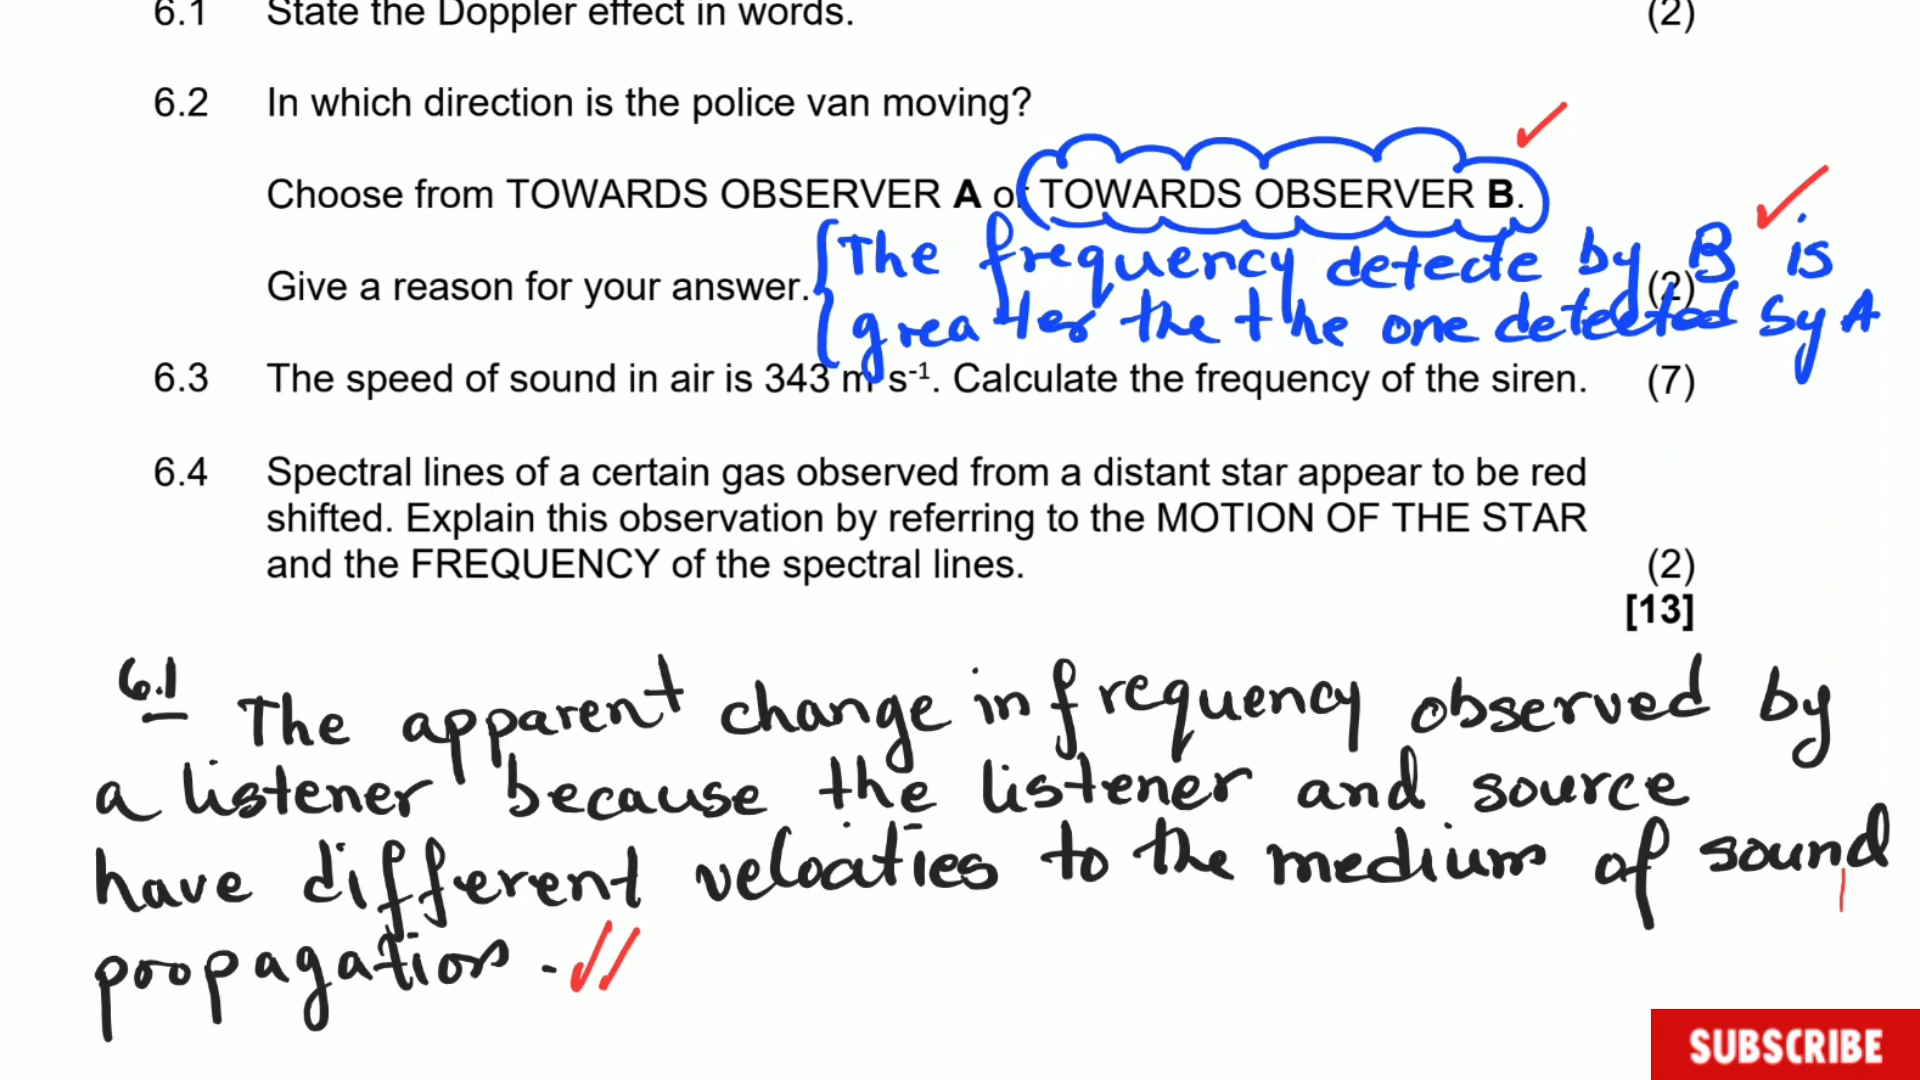 6.1 State the Doppler effect in words. (2)
6.2 In which direction is the police van moving?
Choose from TOWARDS OBSERVER A or TOWARDS OBSERVER B.
The frequency detecte by B is
Give a reason for your answer. (2)
greater the the one detected by A
6.3 The speed of sound in air is 343 m s-1. Calculate the frequency of the siren. (7)
6.4 Spectral lines of a certain gas observed from a distant star appear to be red
shifted. Explain this observation by referring to the MOTION OF THE STAR
and the FREQUENCY of the spectral lines. (2)
[13]
6.1 The apparent change in frequency observed by
a listener because the listener and source
have different velocities to the medium of sound
propagation.
SUBSCRIBE